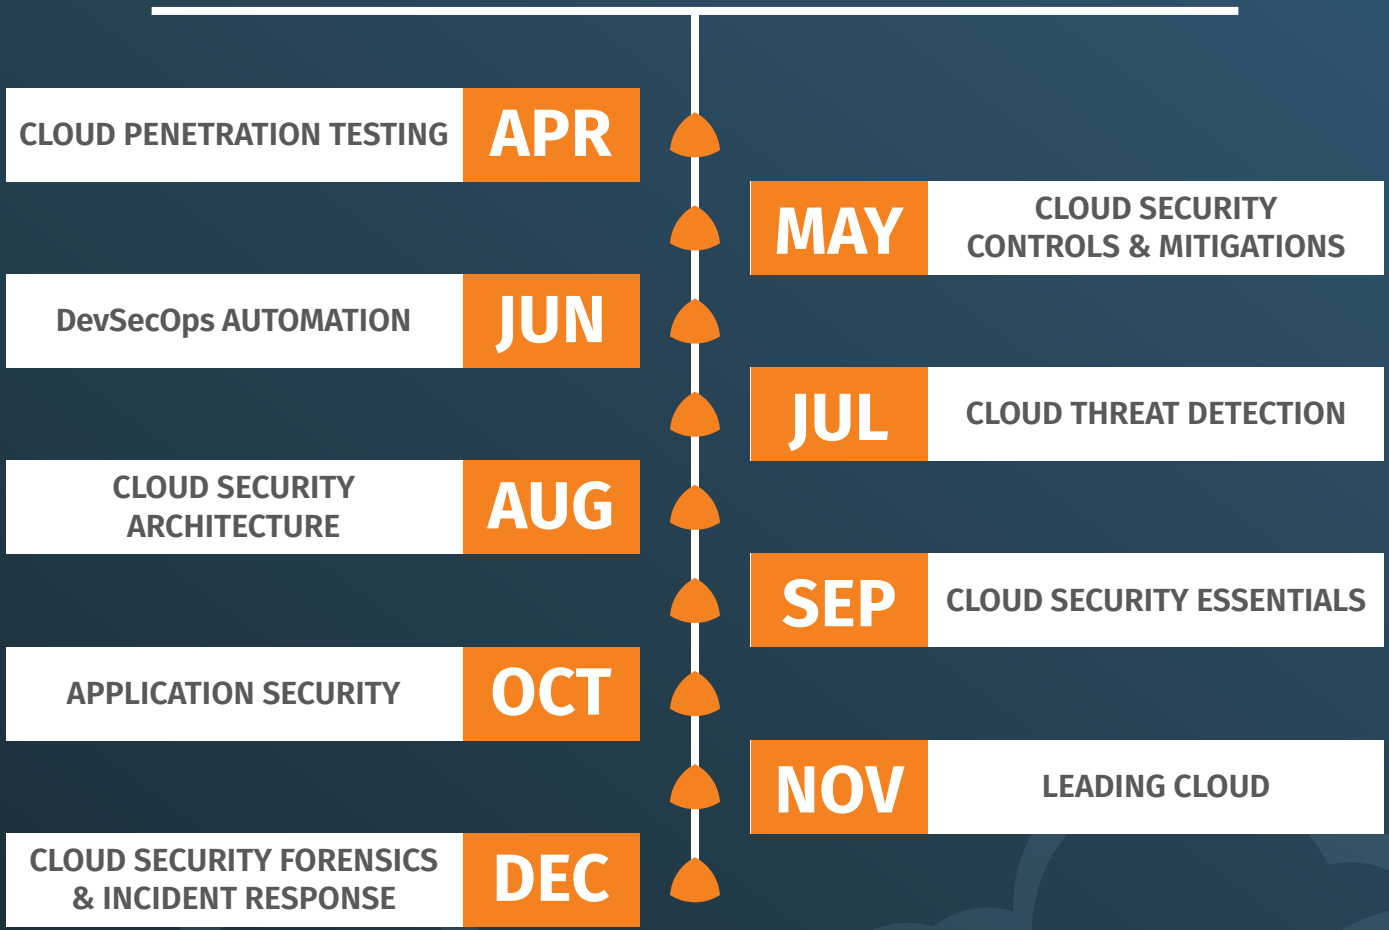 CLOUD PENETRATION TESTING APR
MAY CLOUD SECURITY
CONTROLS & MITIGATIONS
DevSecOps AUTOMATION JUN
JUL CLOUD THREAT DETECTION
CLOUD SECURITY
ARCHITECTURE
AUG
SEP CLOUD SECURITY ESSENTIALS
APPLICATION SECURITY OCT
NOV LEADING CLOUD
CLOUD SECURITY FORENSICS
& INCIDENT RESPONSE
DEC